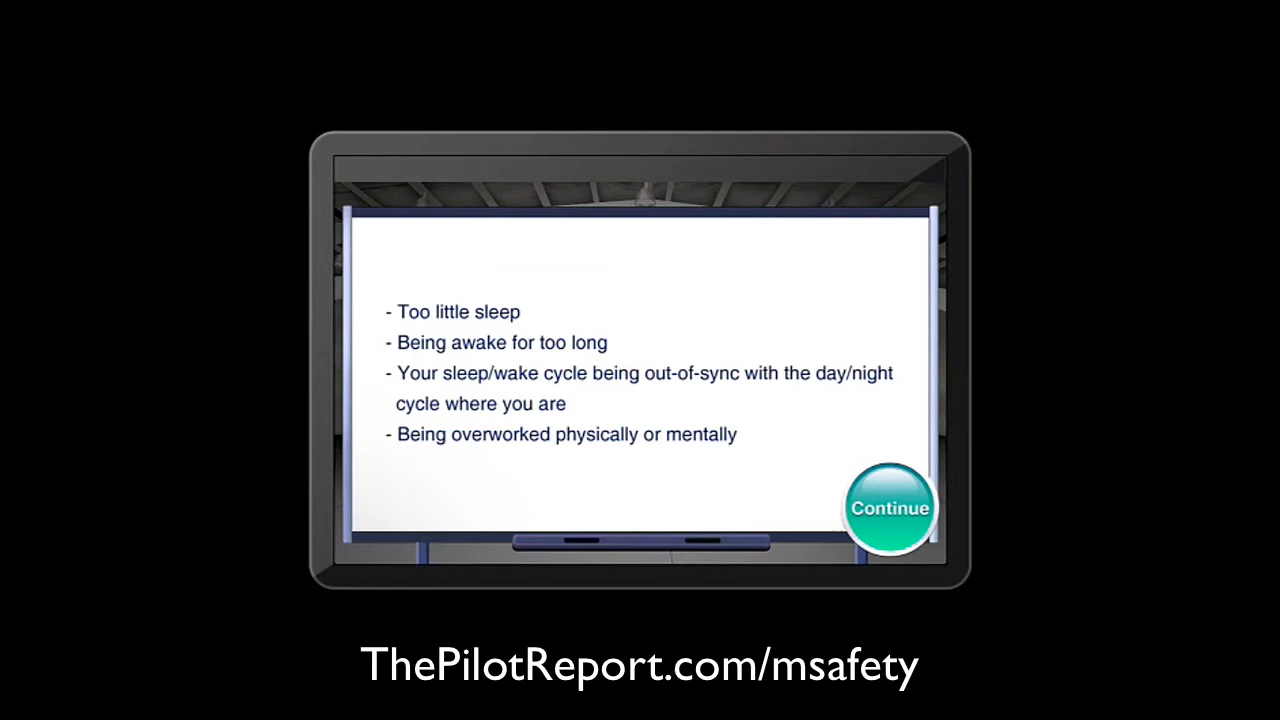 - Too little sleep
- Being awake for too long
- Your sleep/wake cycle being out-of-sync with the day/night
cycle where you are
- Being overworked physically or mentally
Continue
ThePilotReport.com/msafety